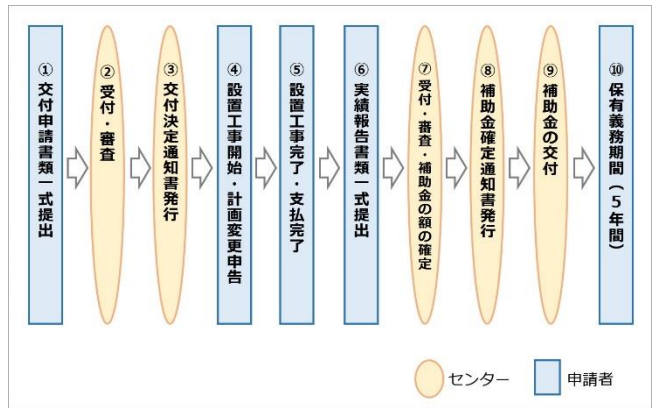 ①交付申請書類一式提出
②受付・審査
③交付決定通知書発行
④設置工事開始・計画変更申告
⑤設置工事完了・支払完了
⑥実績報告書類一式提出
⑦受付・審査・補助金の額の確定
⑧補助金確定通知書発行
⑨補助金の交付
⑩保有義務期間（５年間）
センター
申請者